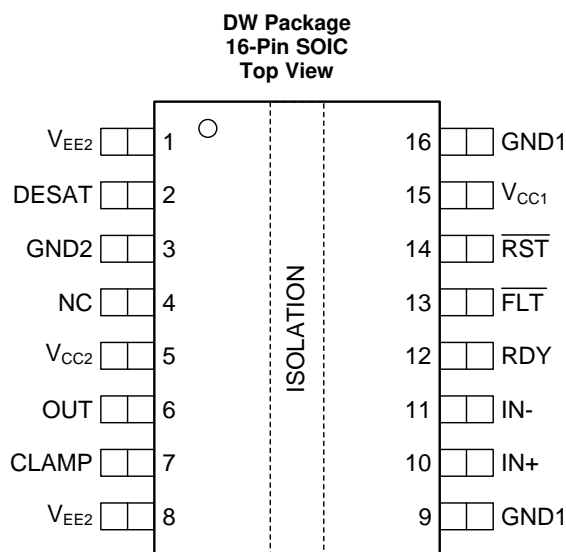 DW Package
16-Pin SOIC
Top View
VEE2 1 16 GND1
DESAT 2 15 VCC1
GND2 3 14 RST
NC 4 13 FLT
VCC2 5 12 RDY
OUT 6 11 IN-
CLAMP 7 10 IN+
VEE2 8 9 GND1
ISOLATION